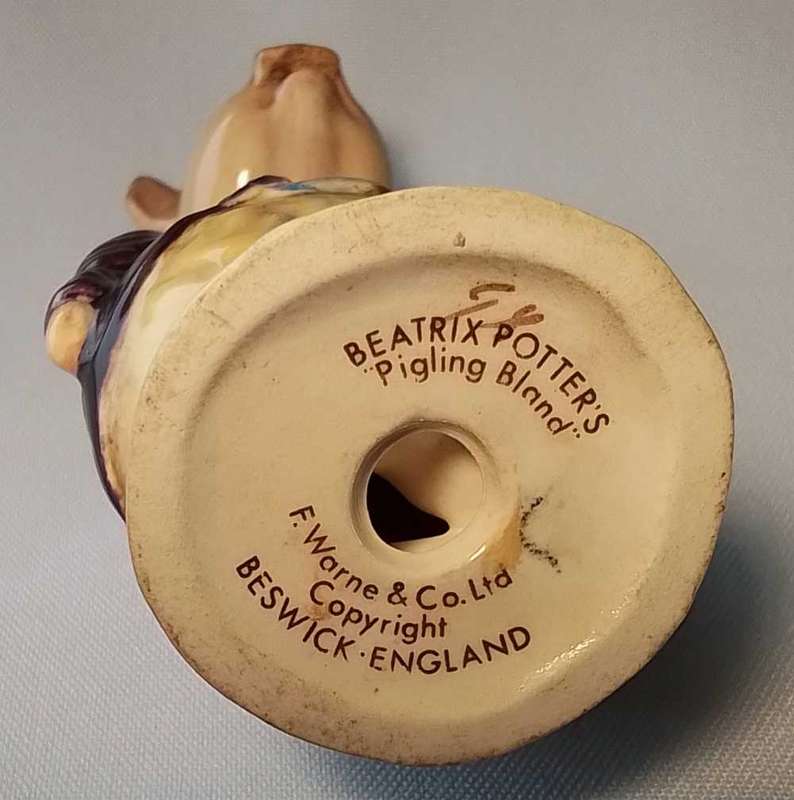 BEATRIX POTTER'S
"Pigling Bland"
F. Warne & Co. Ltd
Copyright
BESWICK · ENGLAND